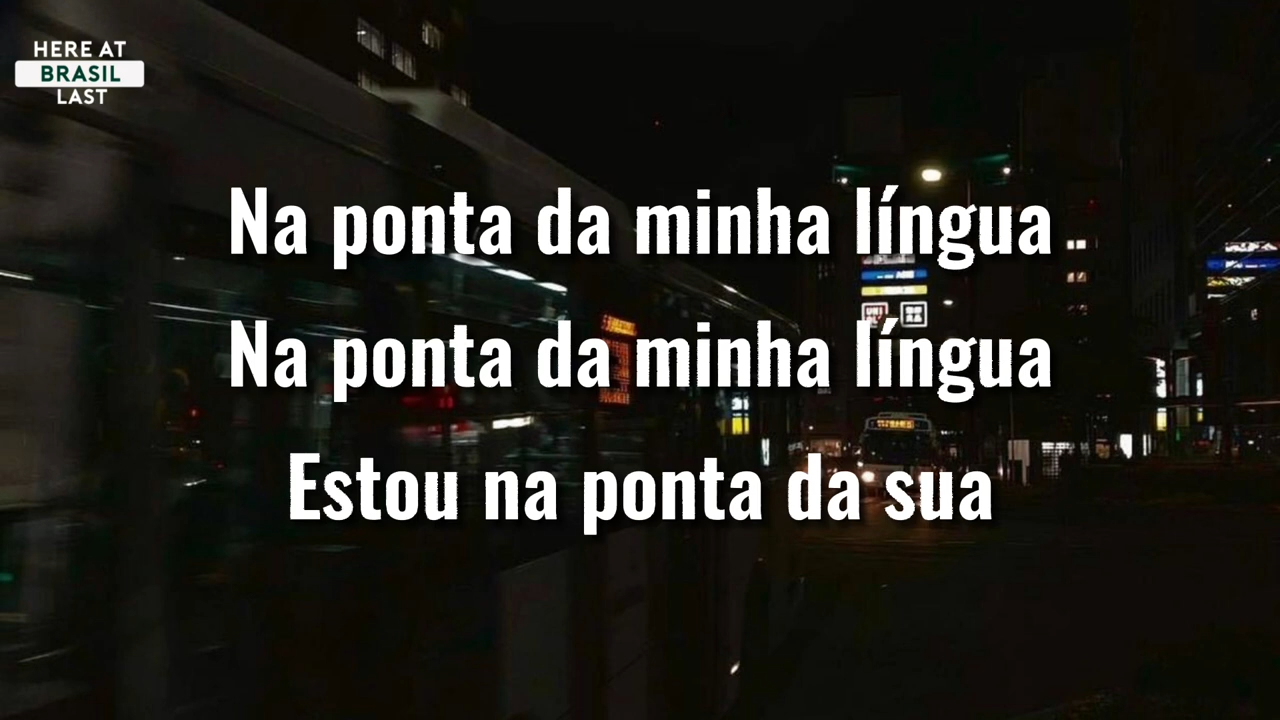 HERE AT
BRASIL
LAST
Na ponta da minha língua
Na ponta da minha língua
Estou na ponta da sua